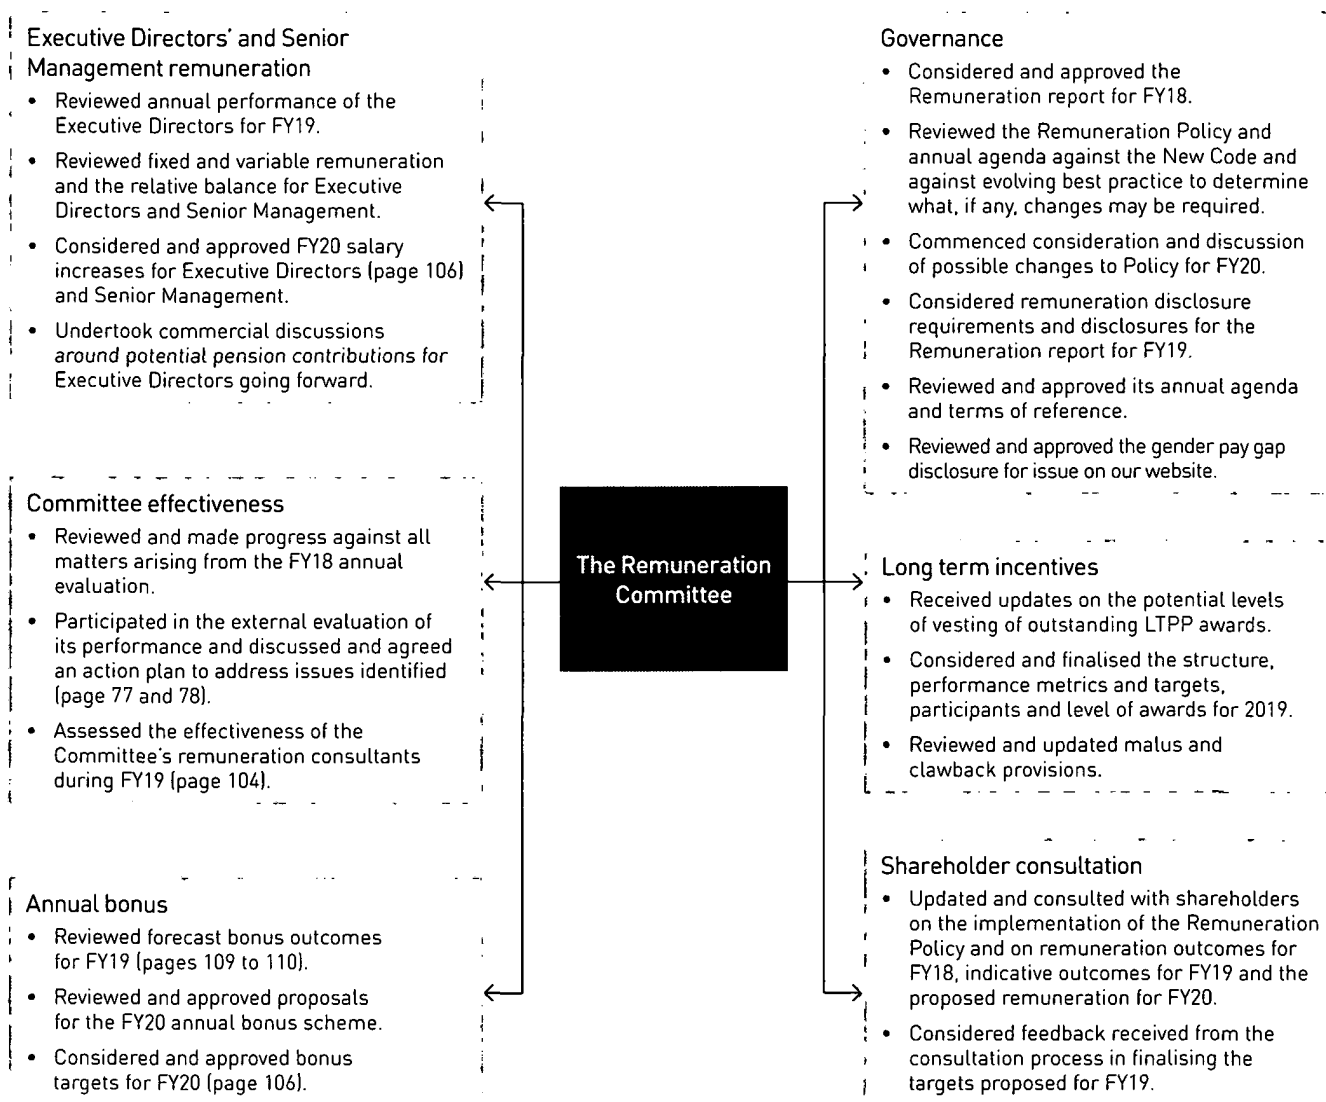 Executive Directors' and Senior
Management remuneration
• Reviewed annual performance of the
Executive Directors for FY19.
• Reviewed fixed and variable remuneration
and the relative balance for Executive
Directors and Senior Management.
• Considered and approved FY20 salary
increases for Executive Directors (page 106)
and Senior Management.
• Undertook commercial discussions
around potential pension contributions for
Executive Directors going forward.
Committee effectiveness
• Reviewed and made progress against all
matters arising from the FY18 annual
evaluation.
• Participated in the external evaluation of
its performance and discussed and agreed
an action plan to address issues identified
(page 77 and 78).
• Assessed the effectiveness of the
Committee's remuneration consultants
during FY19 (page 104).
Annual bonus
• Reviewed forecast bonus outcomes
for FY19 (pages 109 to 110).
• Reviewed and approved proposals
for the FY20 annual bonus scheme.
• Considered and approved bonus
targets for FY20 (page 106).
The Remuneration
Committee
Governance
• Considered and approved the
Remuneration report for FY18.
• Reviewed the Remuneration Policy and
annual agenda against the New Code and
against evolving best practice to determine
what, if any, changes may be required.
• Commenced consideration and discussion
of possible changes to Policy for FY20.
• Considered remuneration disclosure
requirements and disclosures for the
Remuneration report for FY19.
• Reviewed and approved its annual agenda
and terms of reference.
• Reviewed and approved the gender pay gap
disclosure for issue on our website.
Long term incentives
• Received updates on the potential levels
of vesting of outstanding LTPP awards.
• Considered and finalised the structure,
performance metrics and targets,
participants and level of awards for 2019.
• Reviewed and updated malus and
clawback provisions.
Shareholder consultation
• Updated and consulted with shareholders
on the implementation of the Remuneration
Policy and on remuneration outcomes for
FY18, indicative outcomes for FY19 and the
proposed remuneration for FY20.
• Considered feedback received from the
consultation process in finalising the
targets proposed for FY19.